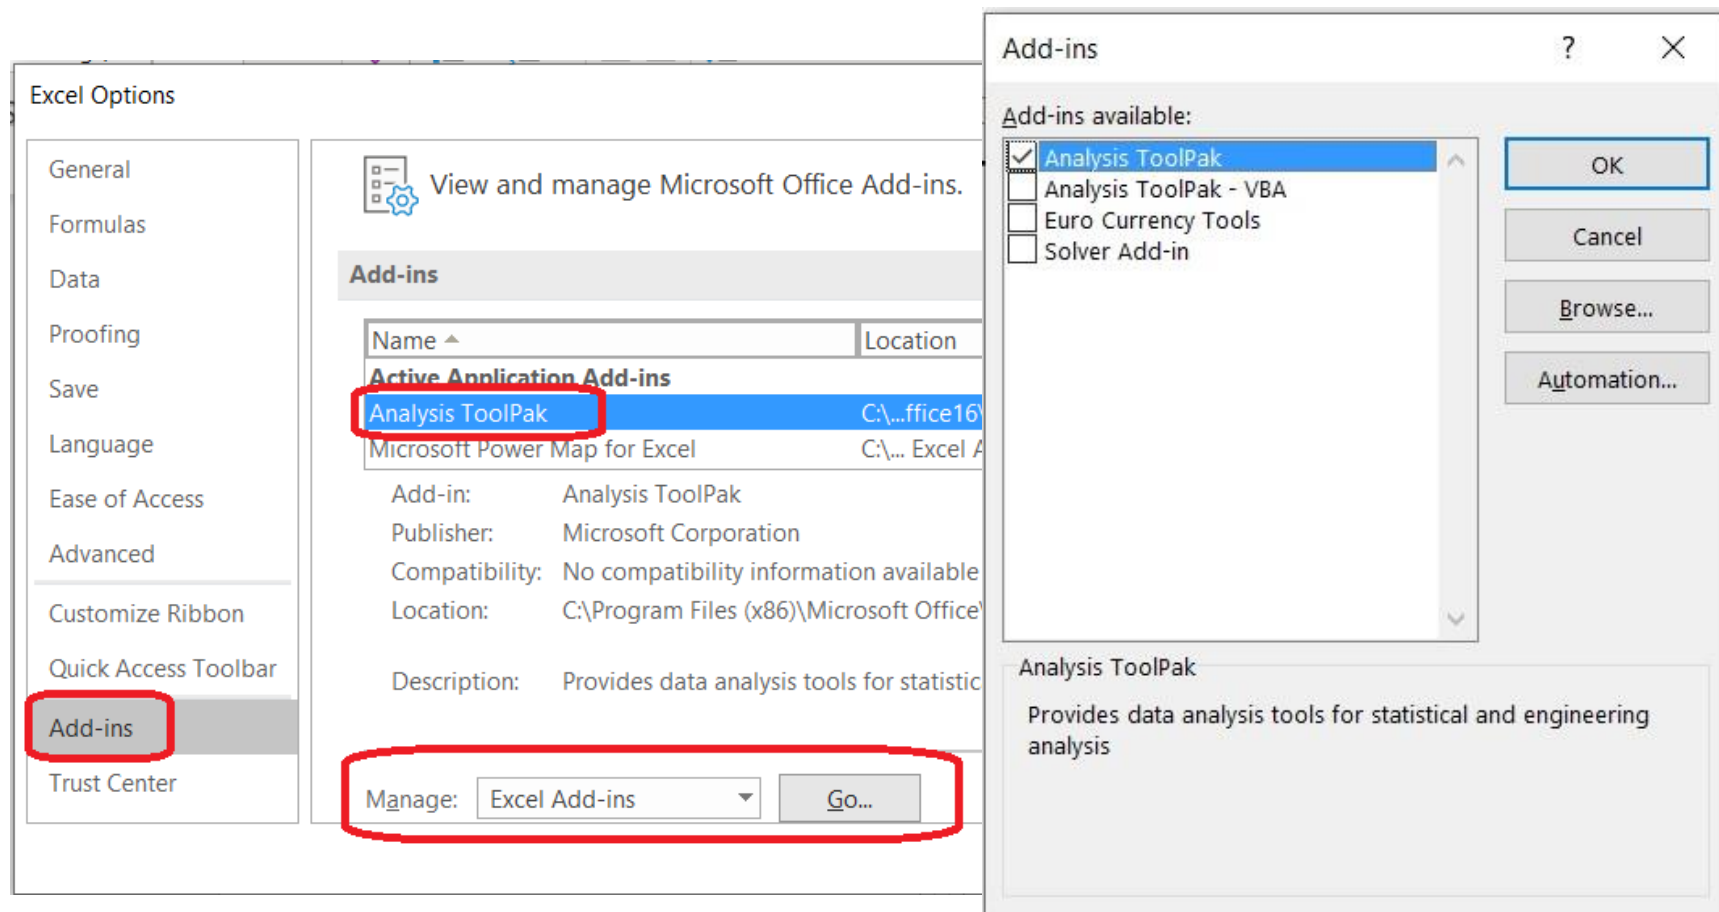 Excel Options
General
Formulas
Data
Proofing
Save
Language
Ease of Access
Advanced
Customize Ribbon
Quick Access Toolbar
Add-ins
Trust Center
View and manage Microsoft Office Add-ins.
Add-ins
Name Location
Active Application Add-ins
Analysis ToolPak C:\...ffice16\
Microsoft Power Map for Excel C:\... Excel A
Add-in: Analysis ToolPak
Publisher: Microsoft Corporation
Compatibility: No compatibility information available
Location: C:\Program Files (x86)\Microsoft Office\
Description: Provides data analysis tools for statistic
Manage: Excel Add-ins Go...
Add-ins ?
Add-ins available:
Analysis ToolPak
Analysis ToolPak - VBA
Euro Currency Tools
Solver Add-in
OK
Cancel
Browse...
Automation...
Analysis ToolPak
Provides data analysis tools for statistical and engineering
analysis